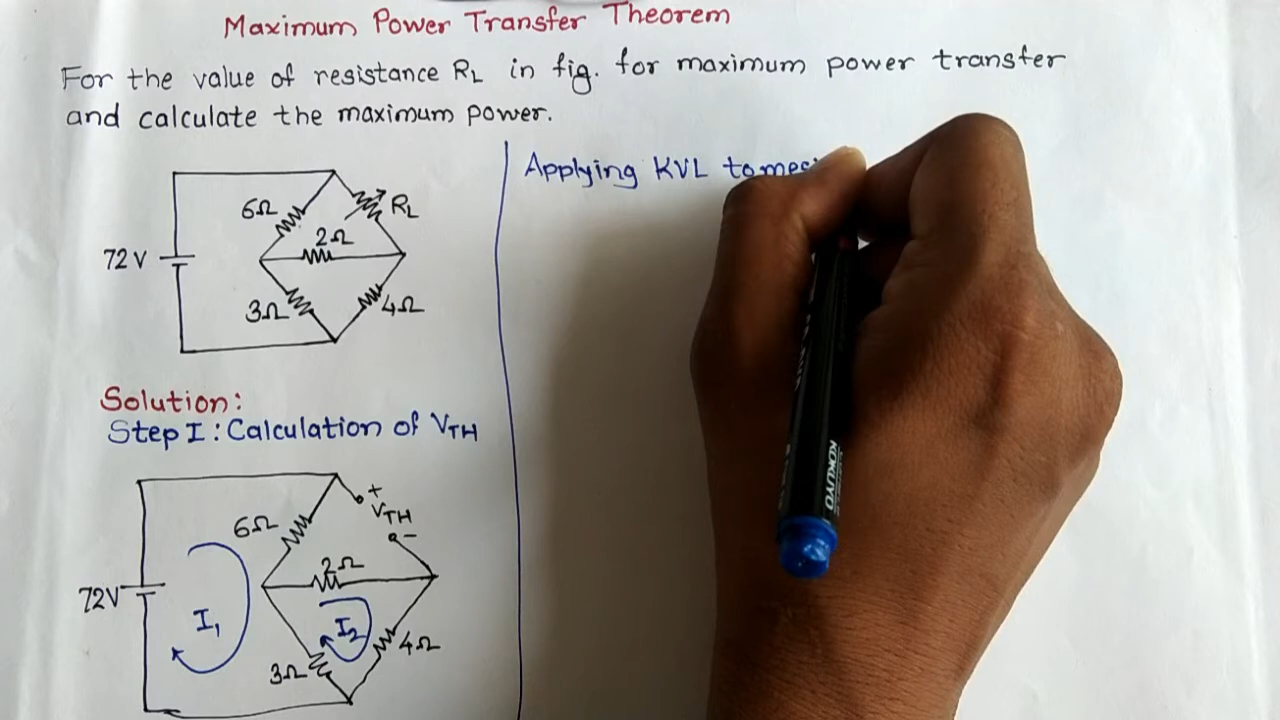 Maximum Power Transfer Theorem
For the value of resistance RL in fig. for maximum power transfer
and calculate the maximum power.
Applying KVL to
6Ω
RL
2Ω
72V
3Ω
4Ω
Solution:
Step I: Calculation of VTH
6Ω
+
VTH
-
2Ω
72V
I1
I2
3Ω
4Ω
KOKUYO